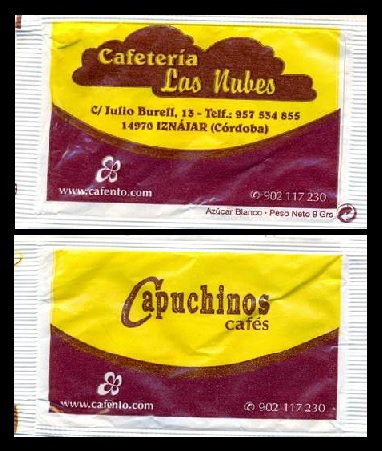 Cafetería
Las Nubes
C/ Julio Burell, 13 - Telf.: 957 534 855
14970 IZNÁJAR (Córdoba)
www.cafento.com
✆ 902 117 230
Azúcar Blanco • Peso Neto 8 Grs
Capuchinos
cafés
www.cafento.com
✆ 902 117 230